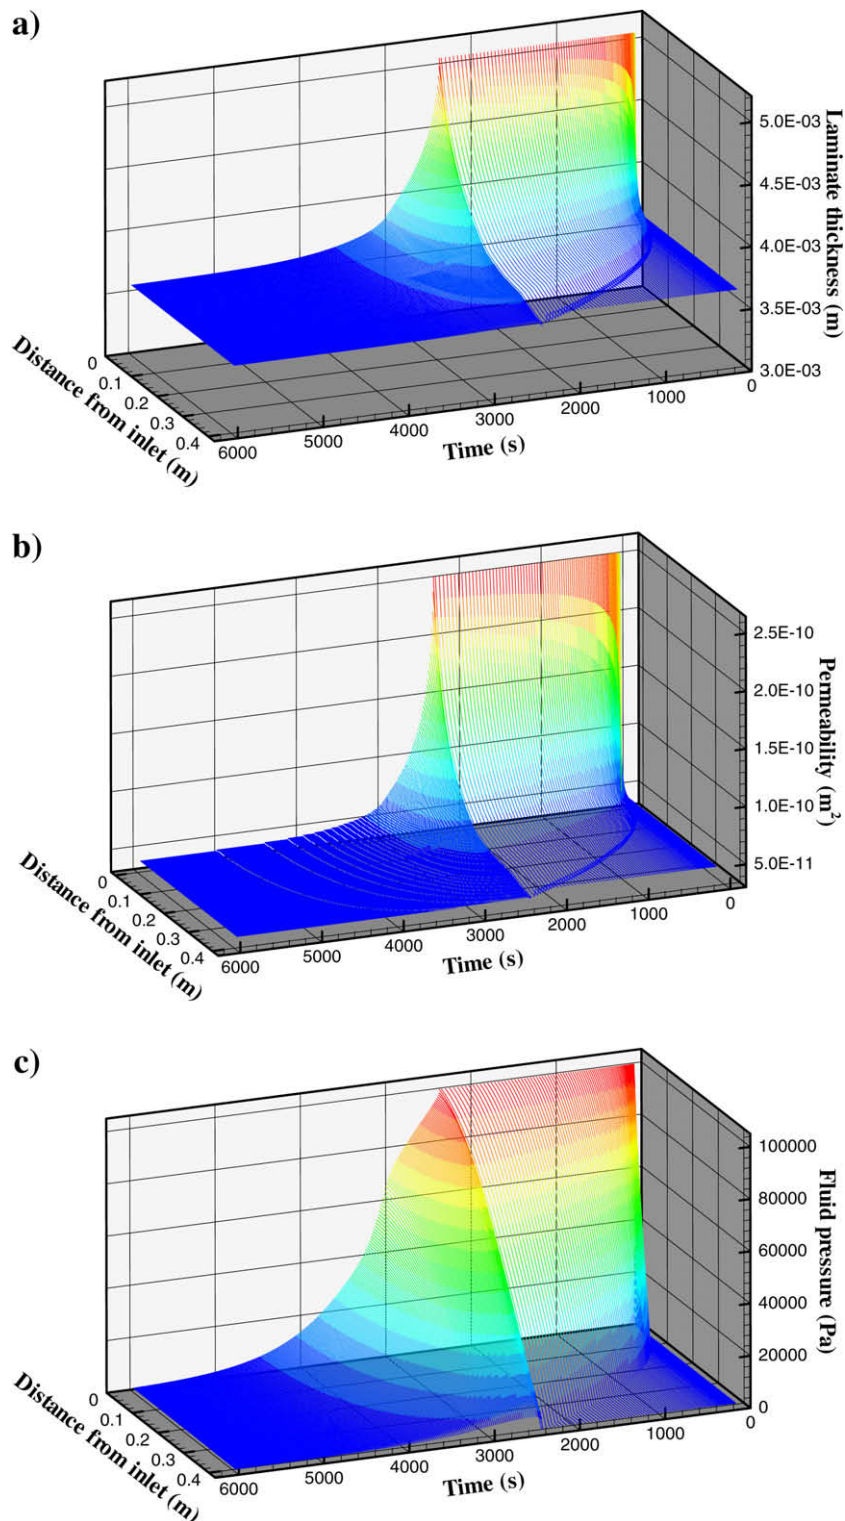 a)
5.0E-03
4.5E-03
4.0E-03
3.5E-03
3.0E-03
Laminate thickness (m)
0
0.1
0.2
0.3
0.4
Distance from inlet (m)
6000
5000
4000
3000
2000
1000
0
Time (s)
b)
2.5E-10
2.0E-10
1.5E-10
1.0E-10
5.0E-11
Permeability (m²)
0
0.1
0.2
0.3
0.4
Distance from inlet (m)
6000
5000
4000
3000
2000
1000
0
Time (s)
c)
100000
80000
60000
40000
20000
0
Fluid pressure (Pa)
0
0.1
0.2
0.3
0.4
Distance from inlet (m)
6000
5000
4000
3000
2000
1000
0
Time (s)